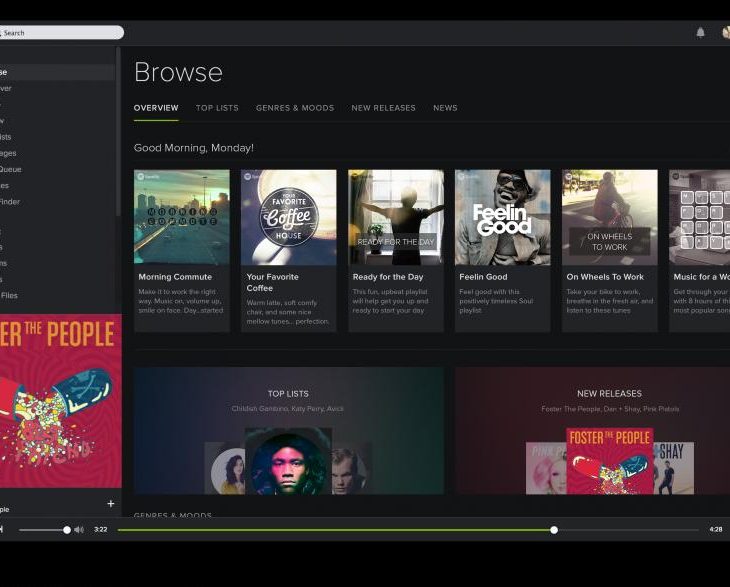 Search
Browse
OVERVIEW TOP LISTS GENRES & MOODS NEW RELEASES NEWS
se
ver
w
ists
ages
Queue
es
Finder
s
ms
s
Files
Good Morning, Monday!
MORNING COMMUTE
YOUR FAVORITE Coffee HOUSE
READY FOR THE DAY
Feelin Good
ON WHEELS TO WORK
Morning Commute
Make it to work the right
way. Music on, volume up,
smile on face. Day...started
Your Favorite
Coffee
Warm latte, soft comfy
chair, and some nice
mellow tunes... perfection.
Ready for the Day
This fun, upbeat playlist
will help get you up and
ready to start your day
Feelin Good
Feel good with this
positively timeless Soul
playlist
On Wheels To Work
Take your bike to work,
breathe in the fresh air, and
listen to these tunes
Music for a Wo
Get through your
with 8 hours of th
most popular son
ER THE PEOPLE
TOP LISTS
Childish Gambino, Katy Perry, Avicii
NEW RELEASES
Foster The People, Dan + Shay, Pink Pistols
PINK P
FOSTER THE PEOPLE
SHAY
GENRES & MOODS
ple
+
3:22
4:28